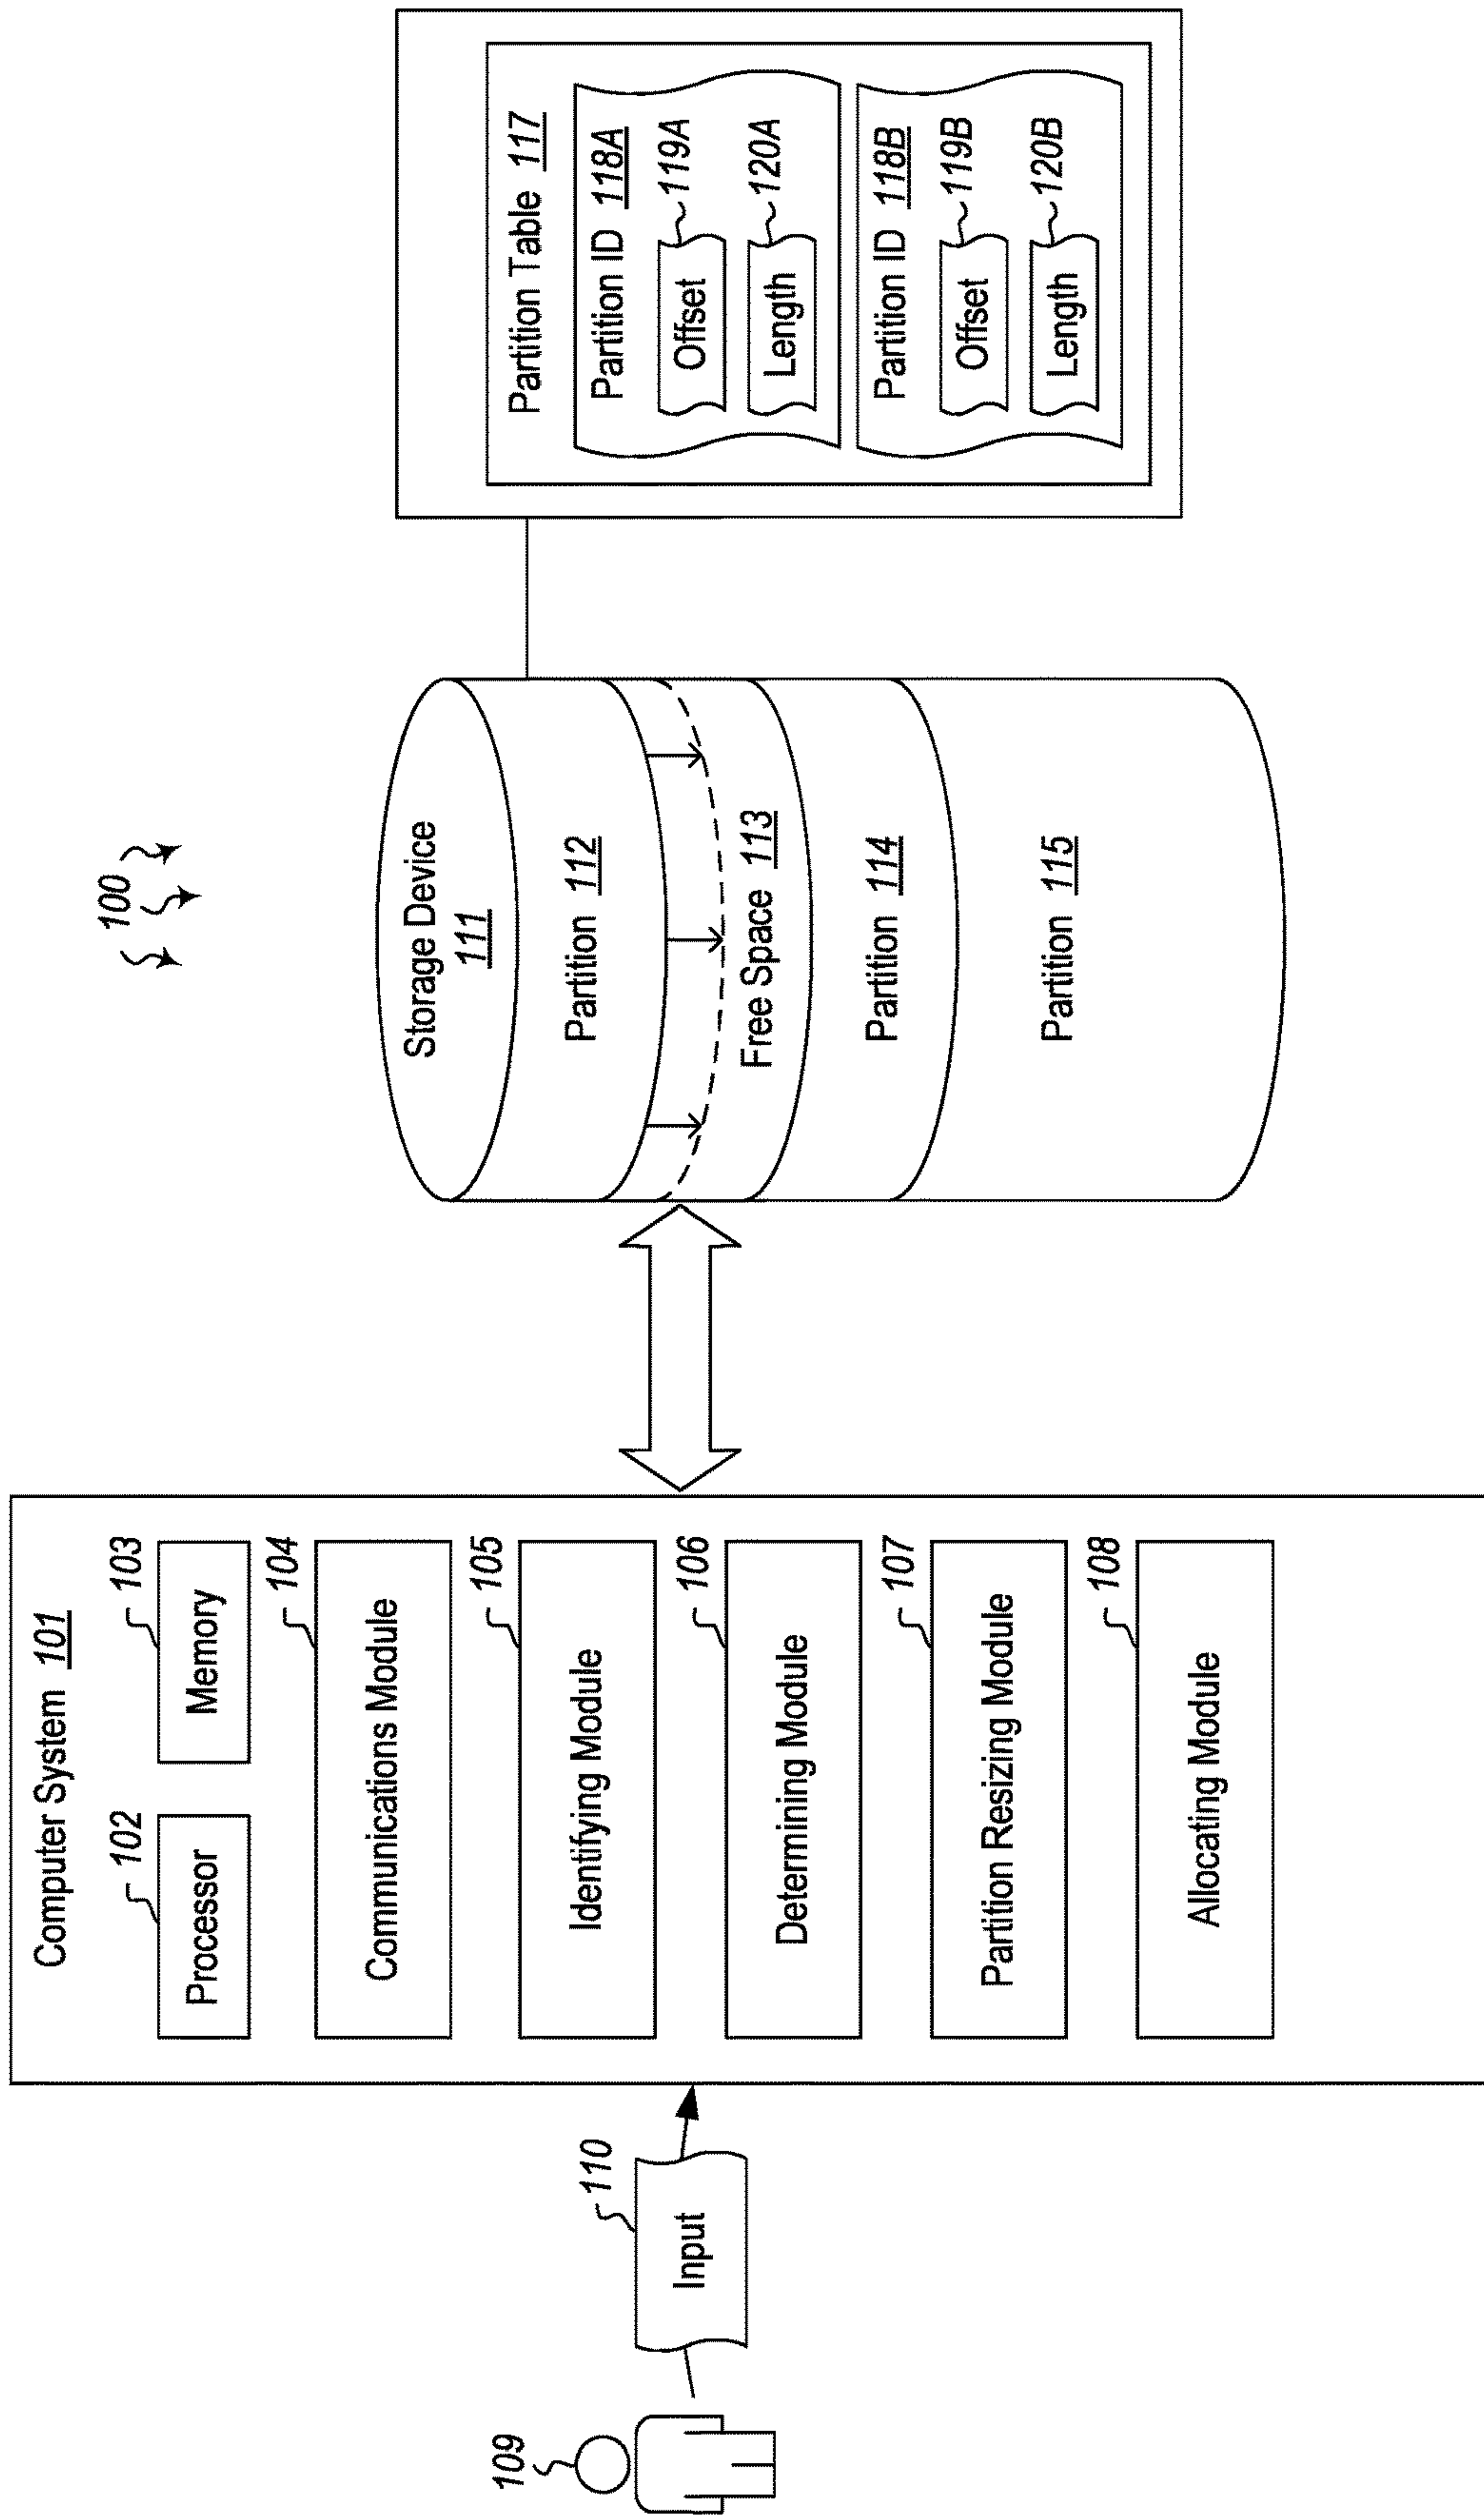 100
109
110
Input
Computer System 101
102
103
Processor
Memory
104
Communications Module
105
Identifying Module
106
Determining Module
107
Partition Resizing Module
108
Allocating Module
Storage Device
111
Partition 112
Free Space 113
Partition 114
Partition 115
Partition Table 117
Partition ID 118A
Offset
119A
Length
120A
Partition ID 118B
Offset
119B
Length
120B